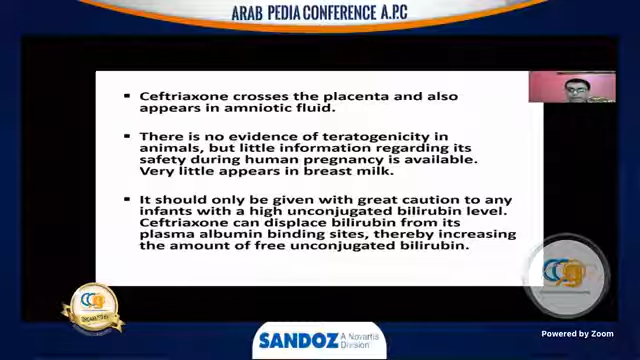 ARAB PEDIA CONFERENCE A.P.C
Ceftriaxone crosses the placenta and also
appears in amniotic fluid.
There is no evidence of teratogenicity in
animals, but little information regarding its
safety during human pregnancy is available.
Very little appears in breast milk.
It should only be given with great caution to any
infants with a high unconjugated bilirubin level.
Ceftriaxone can displace bilirubin from its
plasma albumin binding sites, thereby increasing
the amount of free unconjugated bilirubin.
SANDOZ
A Novartis
Division
Powered by Zoom